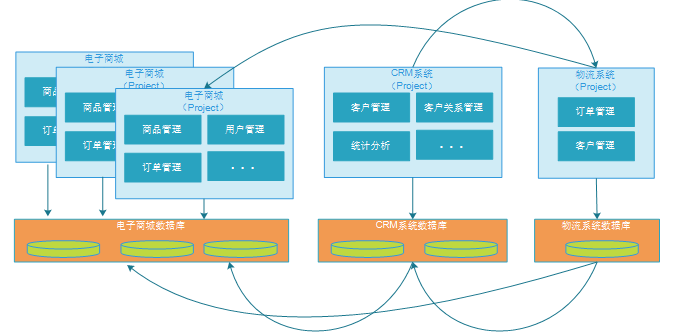 电子商城
商品
订单
电子商城
（Project）
商品管理
订单管
电子商城
（Project）
商品管理
用户管理
订单管理
• • •
CRM系统
（Project）
客户管理
客户关系管理
统计分析
• • •
物流系统
（Project）
订单管理
客户管理
电子商城数据库
CRM系统数据库
物流系统数据库